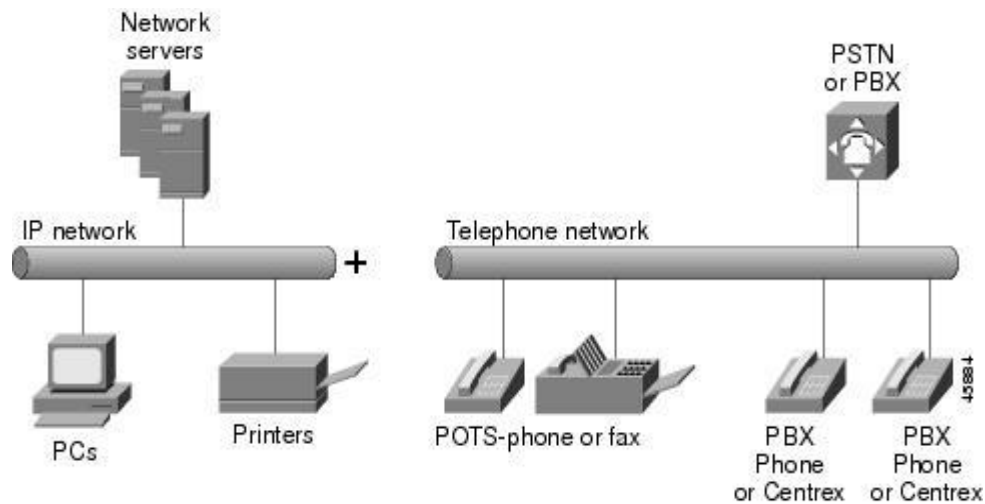 Network
servers
PSTN
or PBX
IP network
+
Telephone network
PCs
Printers
POTS-phone or fax
PBX
Phone
or Centrex
PBX
Phone
or Centrex
45884